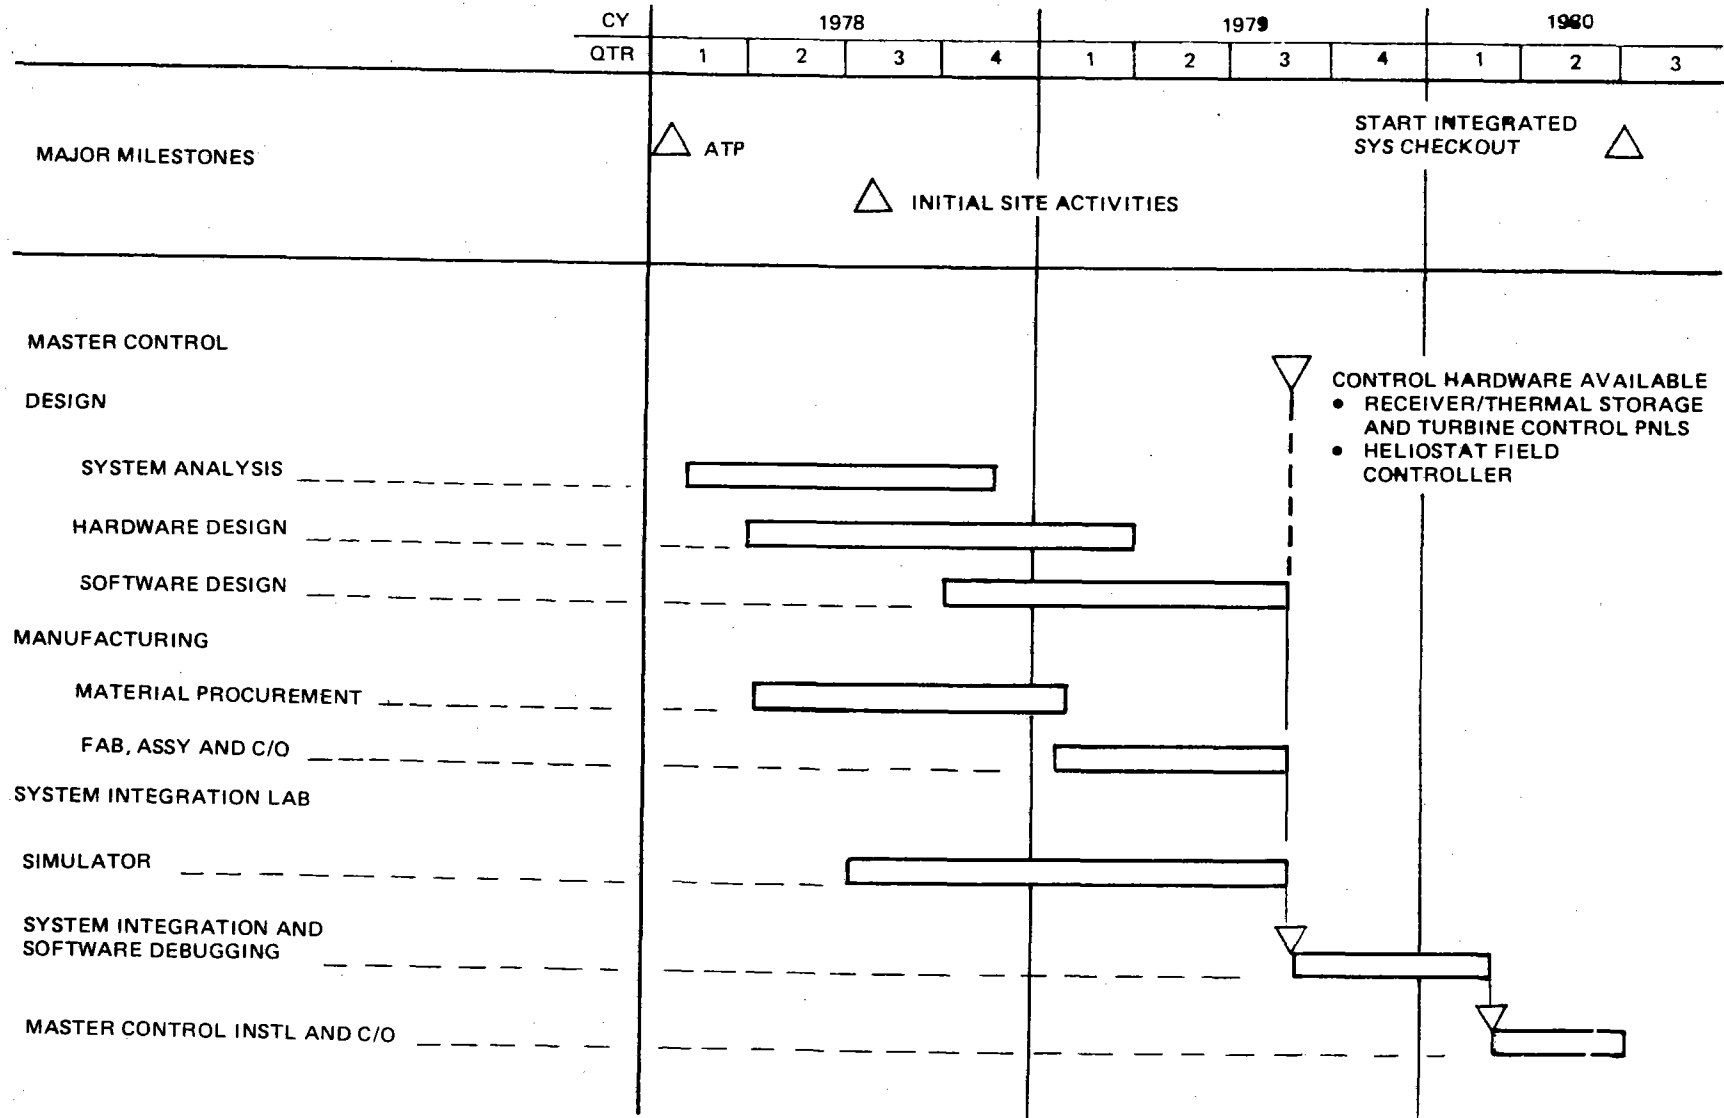 CY 1978 1979 1980
QTR 1 2 3 4 1 2 3 4 1 2 3
MAJOR MILESTONES
ATP
START INTEGRATED
SYS CHECKOUT
INITIAL SITE ACTIVITIES
MASTER CONTROL
CONTROL HARDWARE AVAILABLE
• RECEIVER/THERMAL STORAGE
AND TURBINE CONTROL PNLS
• HELIOSTAT FIELD
CONTROLLER
DESIGN
SYSTEM ANALYSIS
HARDWARE DESIGN
SOFTWARE DESIGN
MANUFACTURING
MATERIAL PROCUREMENT
FAB, ASSY AND C/O
SYSTEM INTEGRATION LAB
SIMULATOR
SYSTEM INTEGRATION AND
SOFTWARE DEBUGGING
MASTER CONTROL INSTL AND C/O